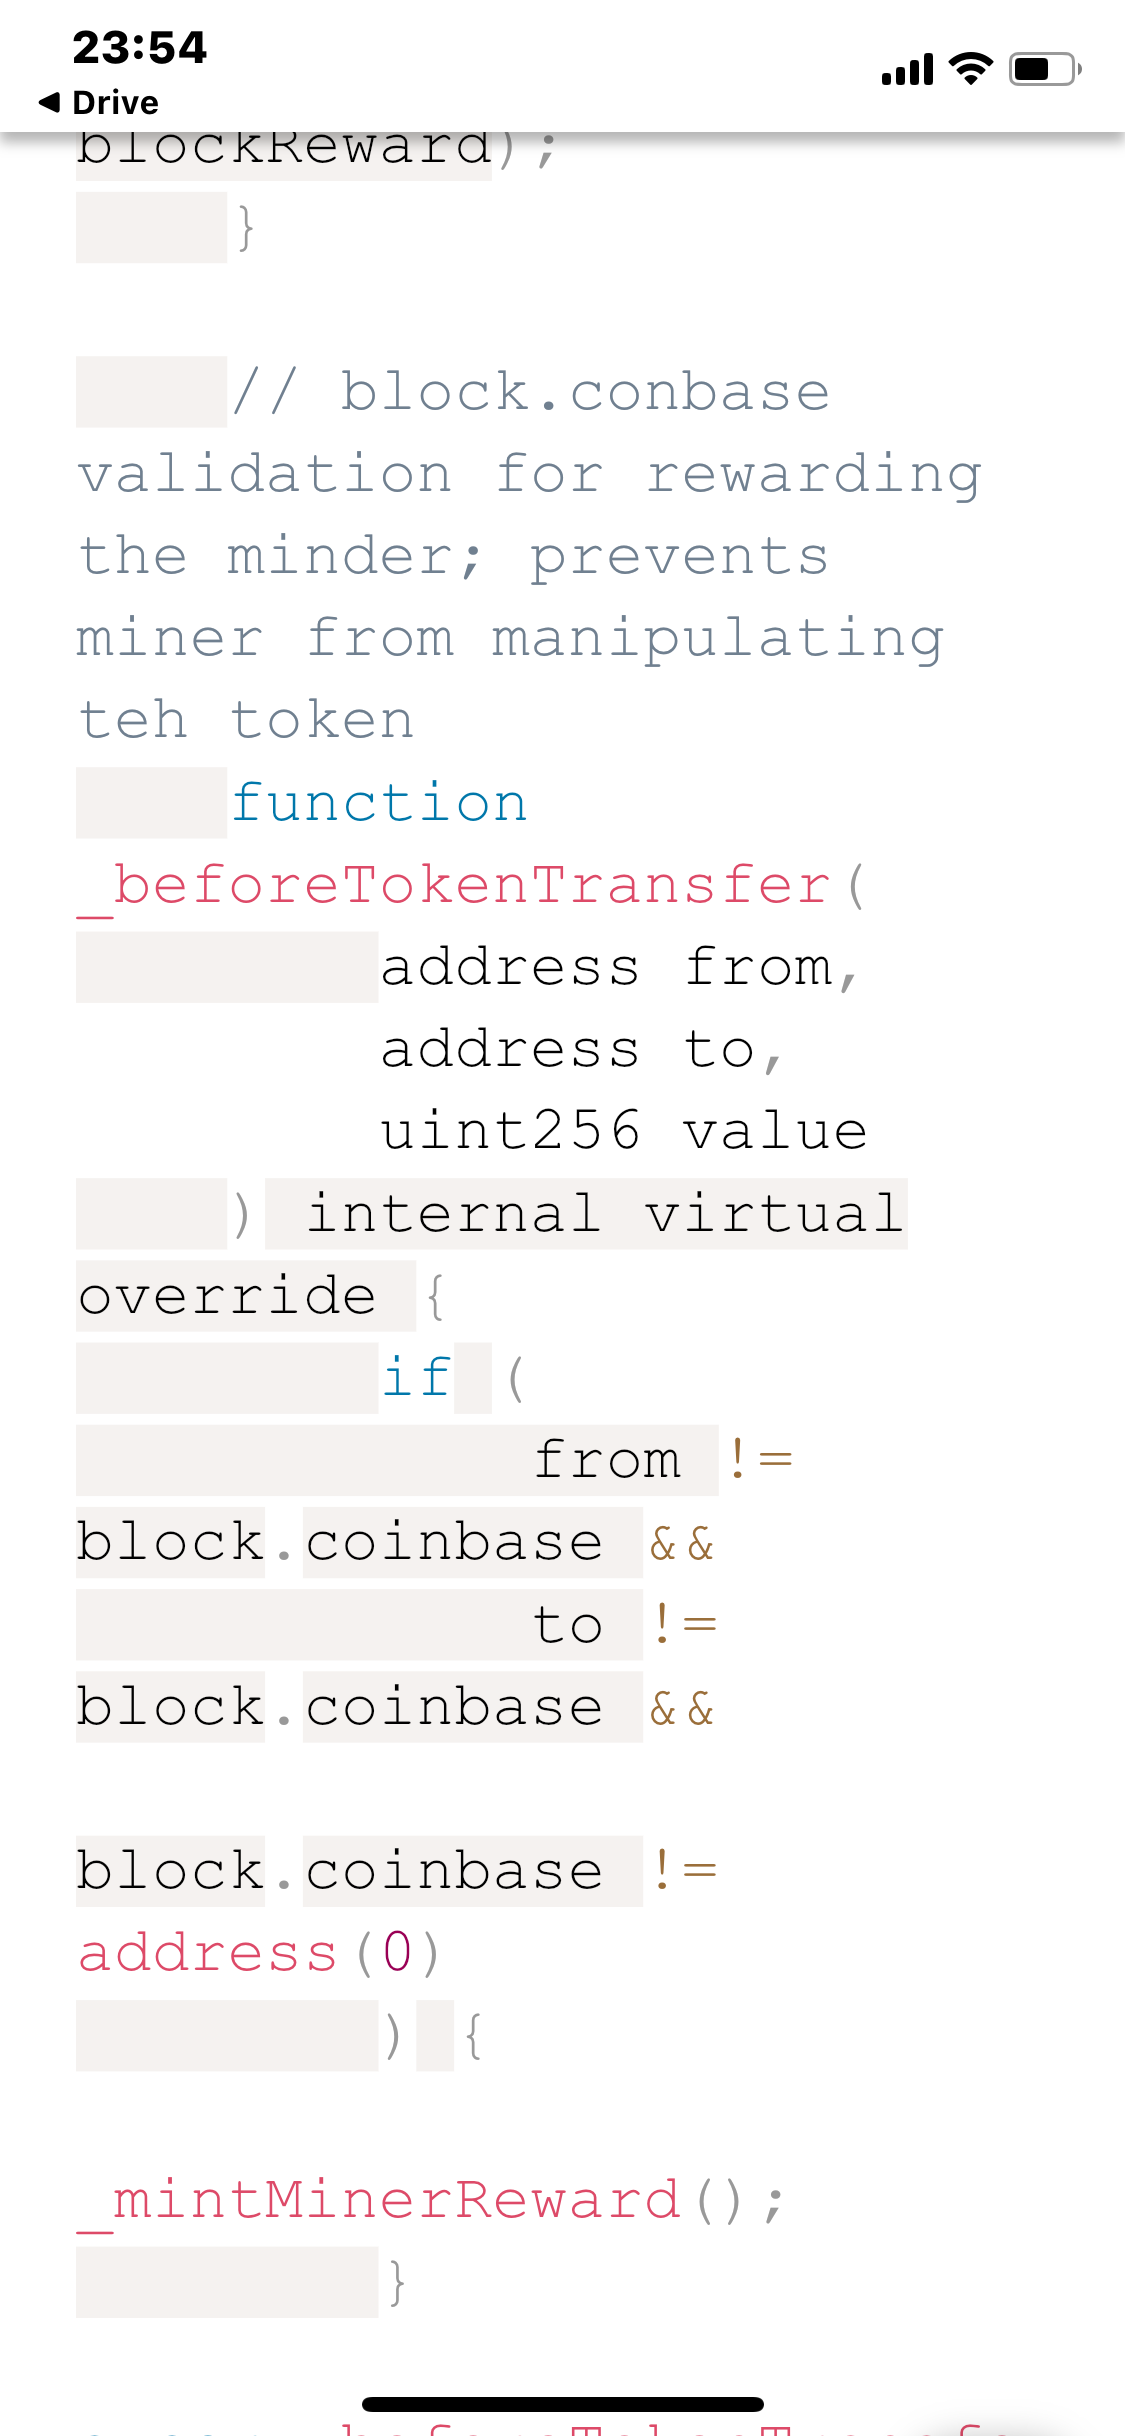 23:54
◀ Drive
blockReward);
}
// block.conbase
validation for rewarding
the minder; prevents
miner from manipulating
teh token
function
_beforeTokenTransfer(
address from,
address to,
uint256 value
) internal virtual
override {
if (
from !=
block.coinbase &&
to !=
block.coinbase &&
block.coinbase !=
address(0)
) {
_mintMinerReward();
}